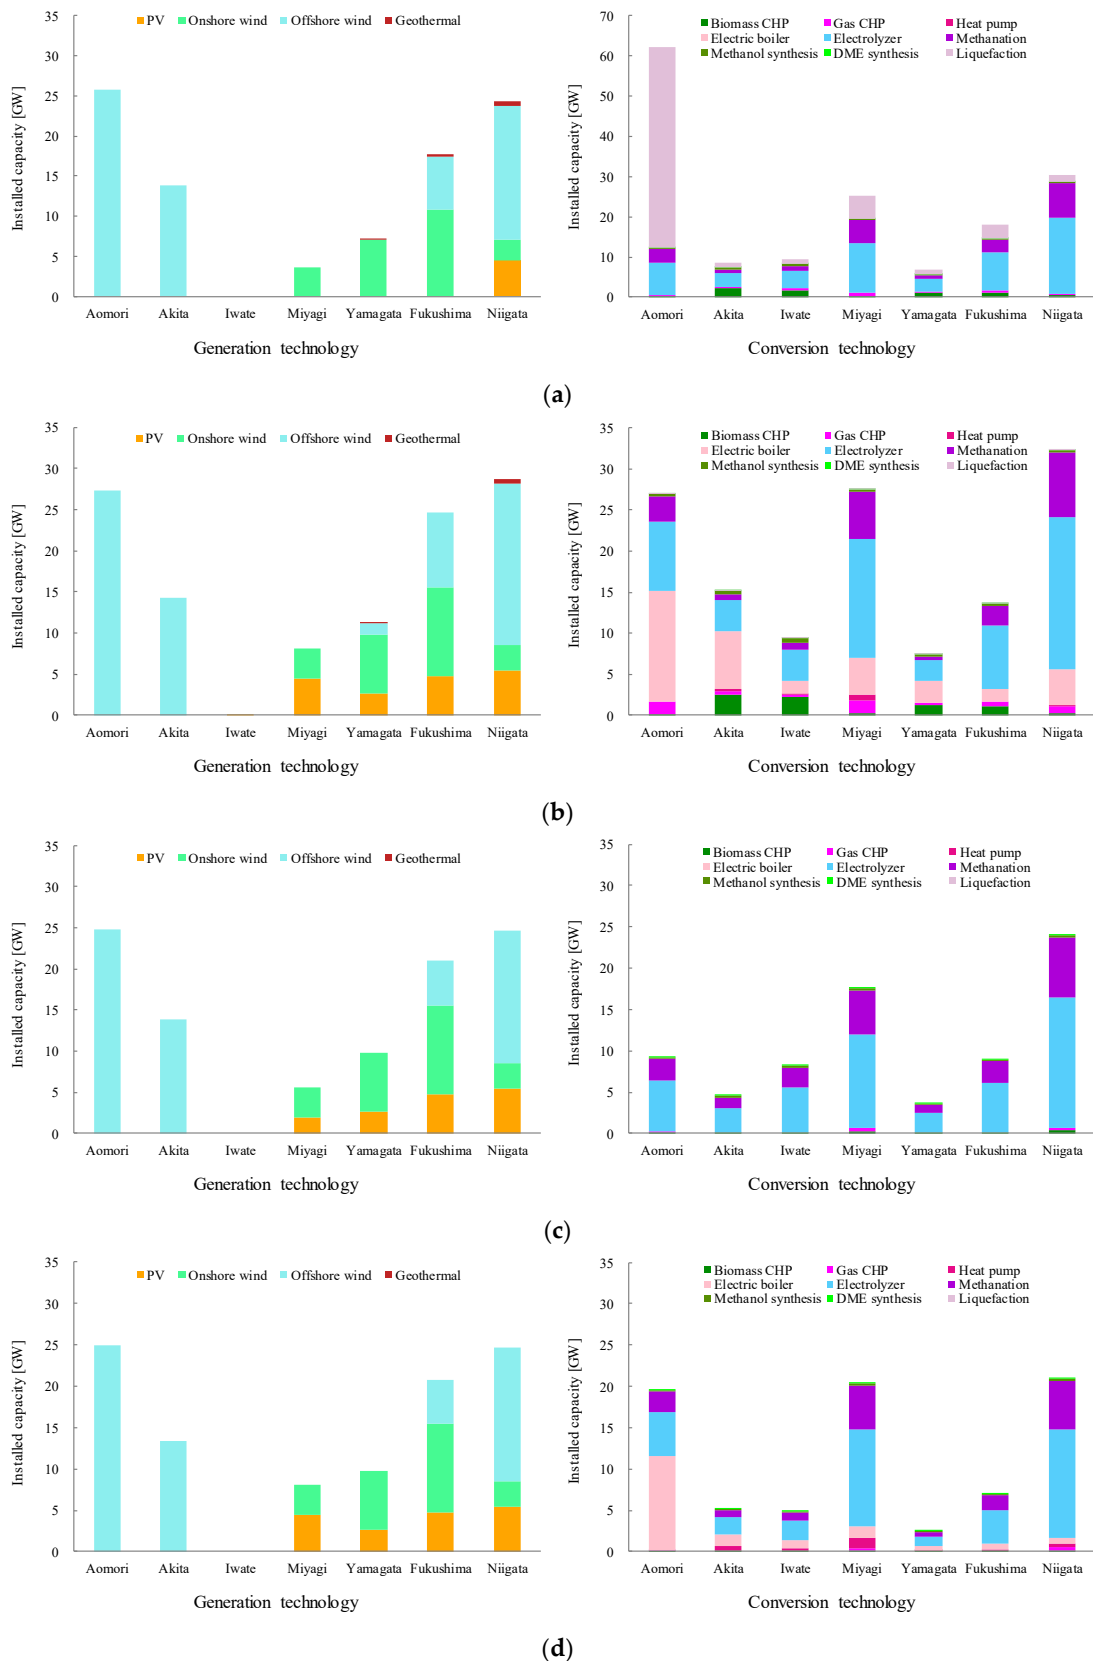 PV Onshore wind Offshore wind Geothermal
Installed capacity [GW]
35
30
25
20
15
10
5
0
Aomori Akita Iwate Miyagi Yamagata Fukushima Niigata
Generation technology
Biomass CHP Gas CHP Heat pump
Electric boiler Electrolyzer Methanation
Methanol synthesis DME synthesis Liquefaction
Installed capacity [GW]
70
60
50
40
30
20
10
0
Aomori Akita Iwate Miyagi Yamagata Fukushima Niigata
Conversion technology
(a)
PV Onshore wind Offshore wind Geothermal
Installed capacity [GW]
35
30
25
20
15
10
5
0
Aomori Akita Iwate Miyagi Yamagata Fukushima Niigata
Generation technology
Biomass CHP Gas CHP Heat pump
Electric boiler Electrolyzer Methanation
Methanol synthesis DME synthesis Liquefaction
Installed capacity [GW]
35
30
25
20
15
10
5
0
Aomori Akita Iwate Miyagi Yamagata Fukushima Niigata
Conversion technology
(b)
PV Onshore wind Offshore wind Geothermal
Installed capacity [GW]
35
30
25
20
15
10
5
0
Aomori Akita Iwate Miyagi Yamagata Fukushima Niigata
Generation technology
Biomass CHP Gas CHP Heat pump
Electric boiler Electrolyzer Methanation
Methanol synthesis DME synthesis Liquefaction
Installed capacity [GW]
35
30
25
20
15
10
5
0
Aomori Akita Iwate Miyagi Yamagata Fukushima Niigata
Conversion technology
(c)
PV Onshore wind Offshore wind Geothermal
Installed capacity [GW]
35
30
25
20
15
10
5
0
Aomori Akita Iwate Miyagi Yamagata Fukushima Niigata
Generation technology
Biomass CHP Gas CHP Heat pump
Electric boiler Electrolyzer Methanation
Methanol synthesis DME synthesis Liquefaction
Installed capacity [GW]
35
30
25
20
15
10
5
0
Aomori Akita Iwate Miyagi Yamagata Fukushima Niigata
Conversion technology
(d)